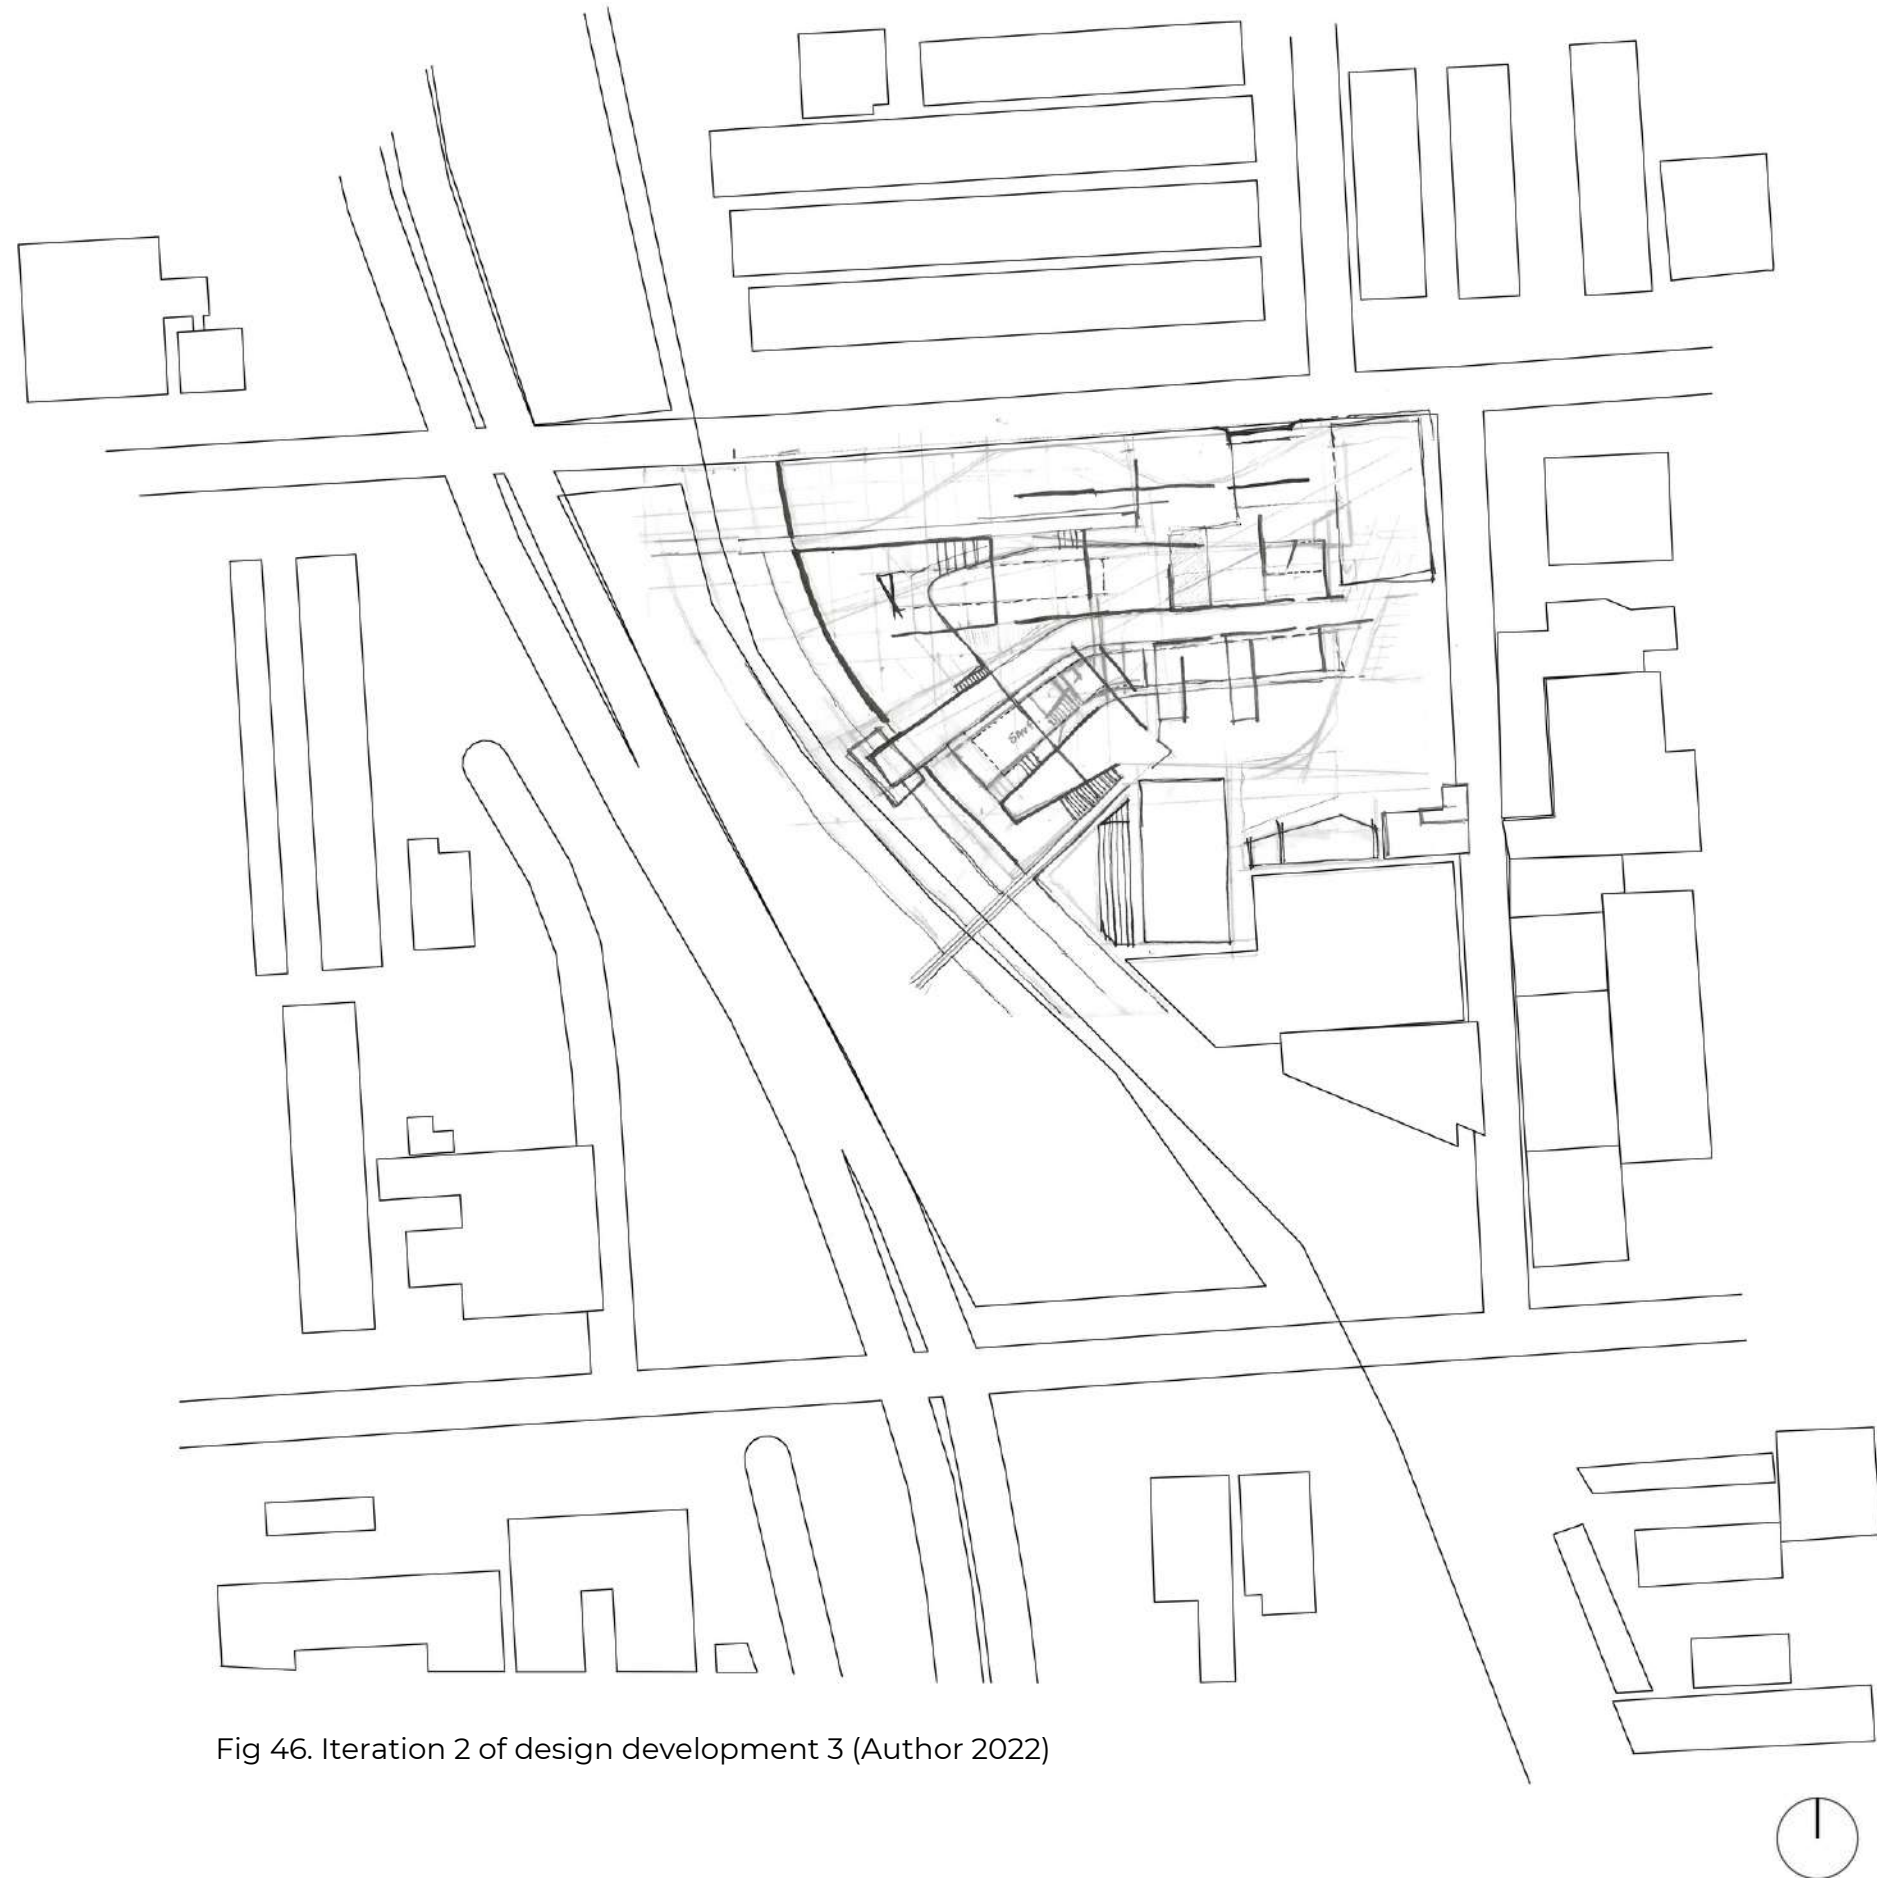 Fig 46. Iteration 2 of design development 3 (Author 2022)